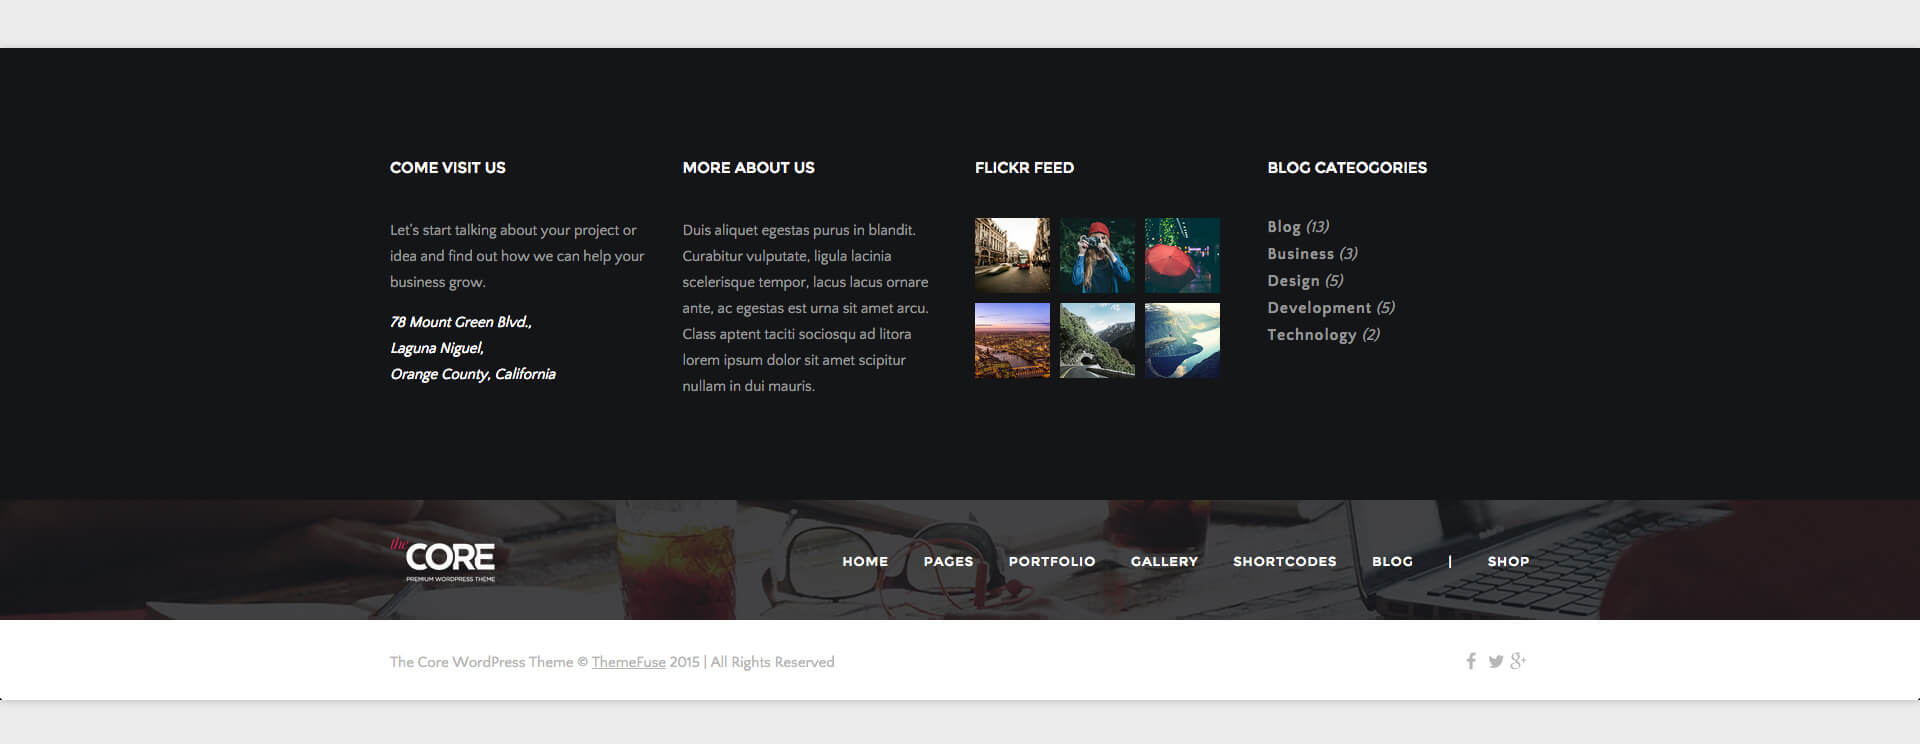 COME VISIT US
Let's start talking about your project or
idea and find out how we can help your
business grow.
78 Mount Green Blvd.,
Laguna Niguel,
Orange County, California
MORE ABOUT US
Duis aliquet egestas purus in blandit.
Curabitur vulputate, ligula lacinia
scelerisque tempor, lacus lacus ornare
ante, ac egestas est urna sit amet arcu.
Class aptent taciti sociosqu ad litora
lorem ipsum dolor sit amet scipitur
nullam in dui mauris.
FLICKR FEED
BLOG CATEOGORIES
Blog (13)
Business (3)
Design (5)
Development (5)
Technology (2)
the CORE
PREMIUM WORDPRESS THEME
HOME PAGES PORTFOLIO GALLERY SHORTCODES BLOG | SHOP
The Core WordPress Theme © ThemeFuse 2015 | All Rights Reserved